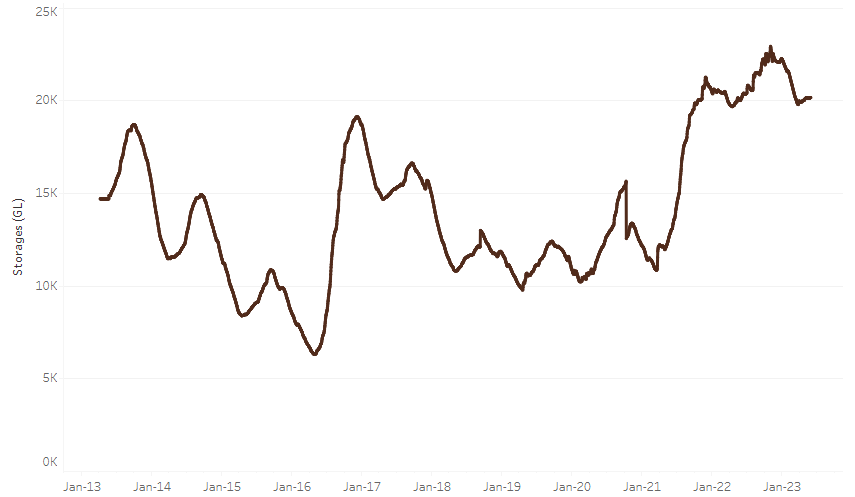 25K
20K
15K
10K
5K
0K
Storages (GL)
Jan-13 Jan-14 Jan-15 Jan-16 Jan-17 Jan-18 Jan-19 Jan-20 Jan-21 Jan-22 Jan-23